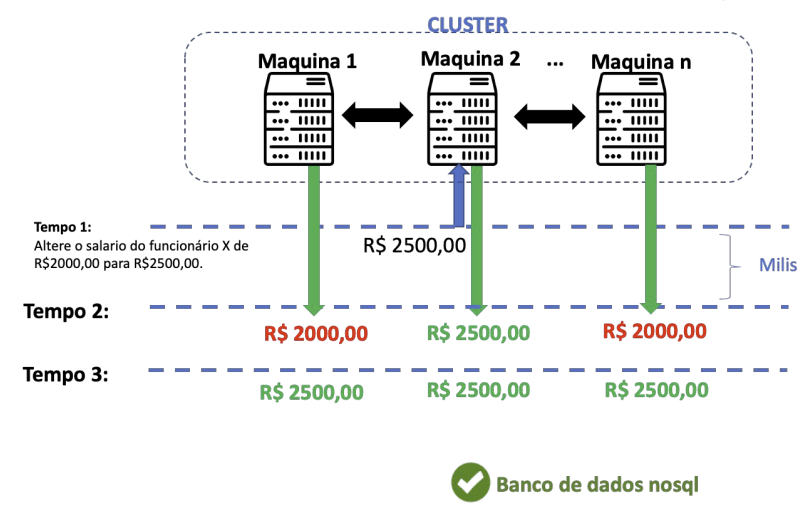 CLUSTER
Maquina 1
Maquina 2
...
Maquina n
Tempo 1:
Altere o salario do funcionário X de
R$2000,00 para R$2500,00.
R$ 2500,00
Milis
Tempo 2:
R$ 2000,00
R$ 2500,00
R$ 2000,00
Tempo 3:
R$ 2500,00
R$ 2500,00
R$ 2500,00
Banco de dados nosql